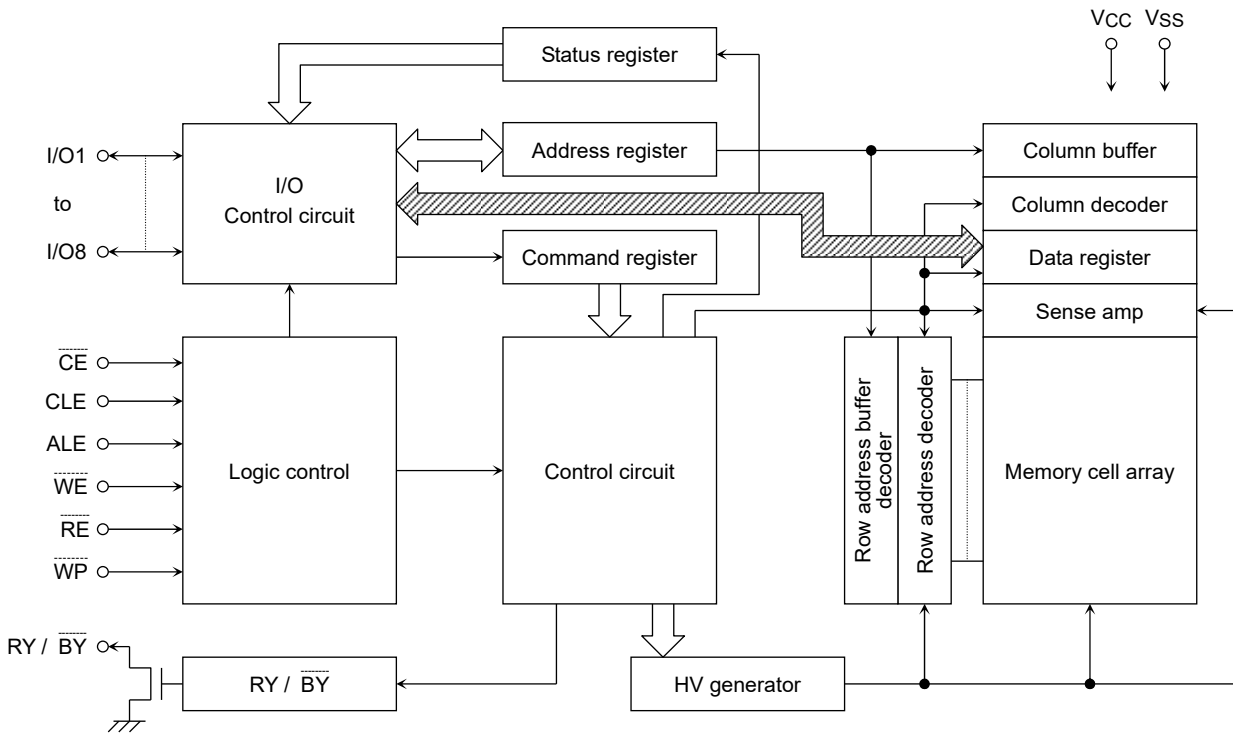 VCC VSS
Status register
I/O1
to
I/O8
I/O
Control circuit
Address register
Command register
Column buffer
Column decoder
Data register
Sense amp
Memory cell array
CE
CLE
ALE
WE
RE
WP
Logic control
Control circuit
Row address buffer
decoder
Row address decoder
RY / BY
RY / BY
HV generator